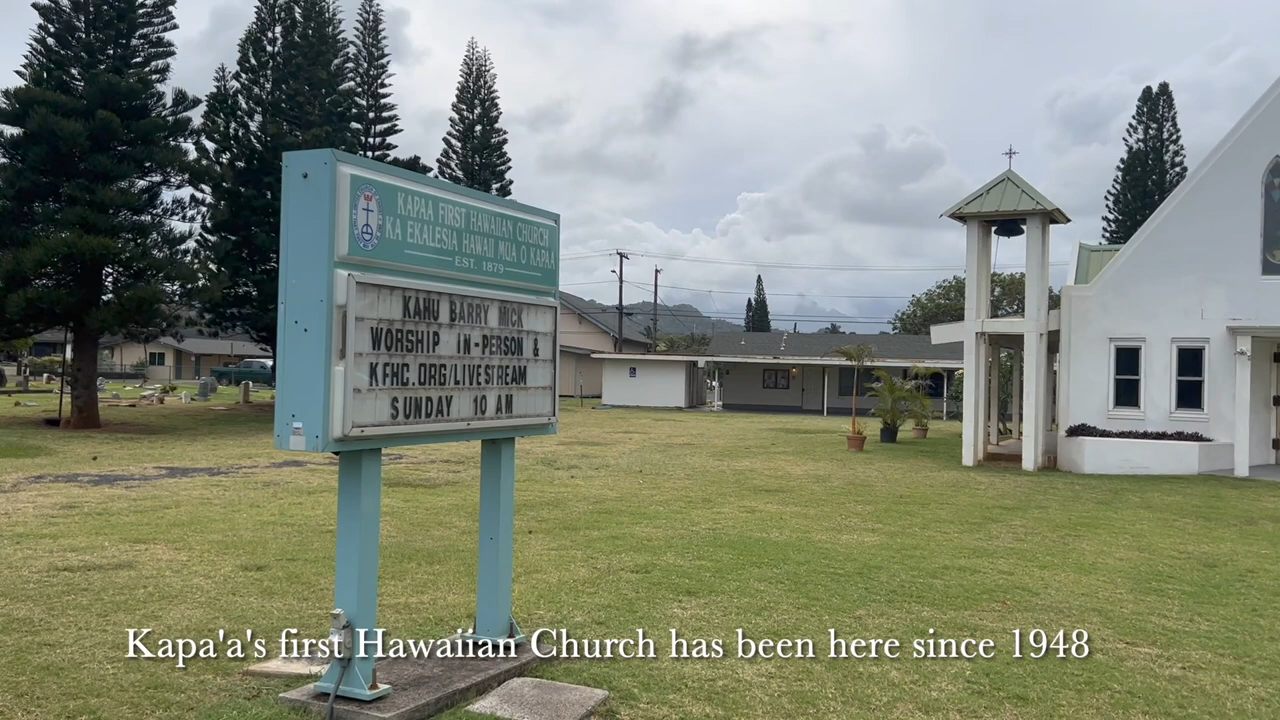 KAPAA FIRST HAWAIIAN CHURCH
KA EKALESIA HAWAII MUA O KAPAA
EST. 1879
KAHU BARRY MICK
WORSHIP IN-PERSON &
KFHC.ORG/LIVESTREAM
SUNDAY 10 AM
Kapa'a's first Hawaiian Church has been here since 1948